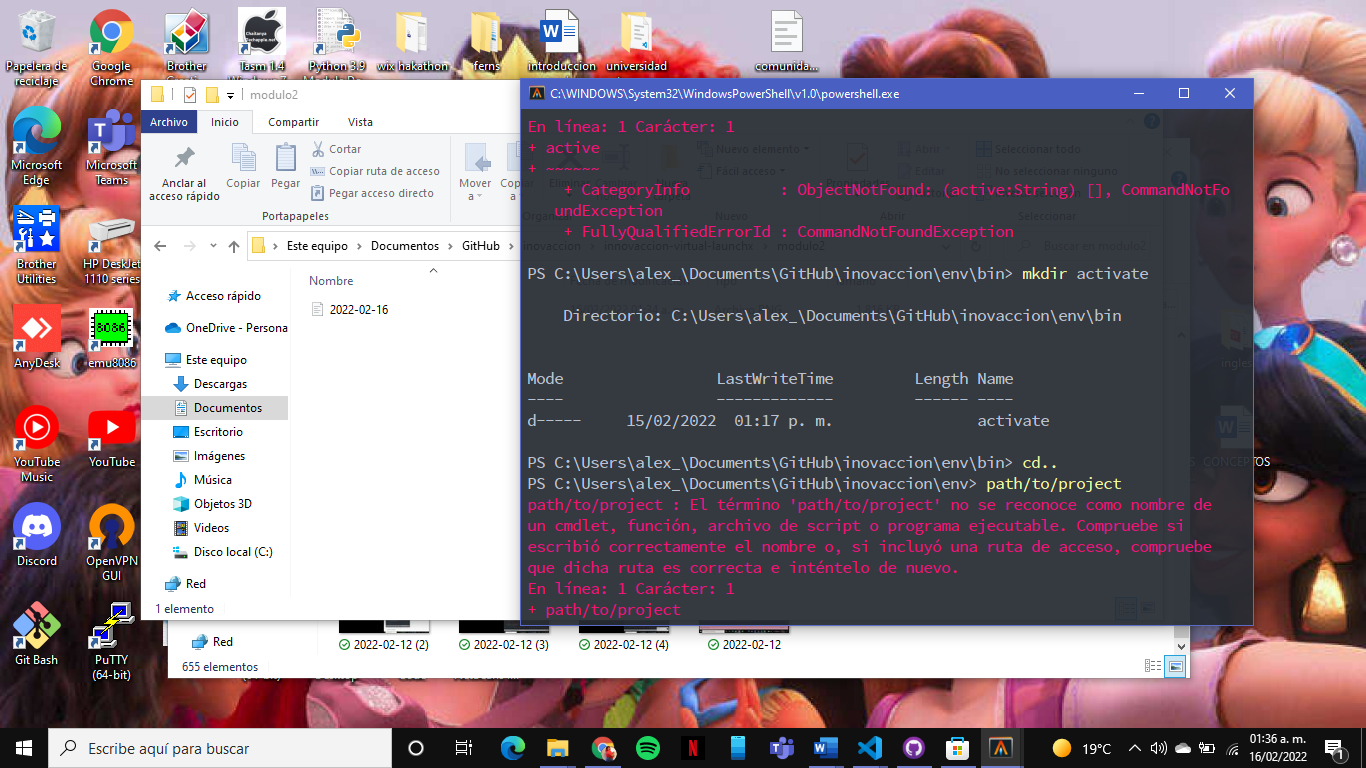 Papelera de
reciclaje
Google
Chrome
Brother
Tasm 1.4
Python 3.9
wix hakathon
ferns
introduccion
universidad
comunida...
Microsoft
Edge
Microsoft
Teams
Brother
Utilities
HP DeskJet
1110 series
AnyDesk
emu8086
YouTube
Music
YouTube
Discord
OpenVPN
GUI
Git Bash
PuTTY
(64-bit)
modulo2
Archivo
Inicio
Compartir
Vista
Anclar al
acceso rápido
Copiar
Pegar
Cortar
Copiar ruta de acceso
Pegar acceso directo
Portapapeles
Mover
Este equipo > Documentos > GitHub >
Nombre
2022-02-16
Acceso rápido
OneDrive - Persona
Este equipo
Descargas
Documentos
Escritorio
Imágenes
Música
Objetos 3D
Videos
Disco local (C:)
Red
1 elemento
C:\WINDOWS\System32\WindowsPowerShell\v1.0\powershell.exe
En línea: 1 Carácter: 1
+ active
+ ~~~~~~
+ CategoryInfo : ObjectNotFound: (active:String) [], CommandNotFo
undException
+ FullyQualifiedErrorId : CommandNotFoundException
PS C:\Users\alex_\Documents\GitHub\inovaccion\env\bin> mkdir activate
Directorio: C:\Users\alex_\Documents\GitHub\inovaccion\env\bin
Mode LastWriteTime Length Name
---- ------------- ------ ----
d----- 15/02/2022 01:17 p. m. activate
PS C:\Users\alex_\Documents\GitHub\inovaccion\env\bin> cd..
PS C:\Users\alex_\Documents\GitHub\inovaccion\env> path/to/project
path/to/project : El término 'path/to/project' no se reconoce como nombre de
un cmdlet, función, archivo de script o programa ejecutable. Compruebe si
escribió correctamente el nombre o, si incluyó una ruta de acceso, compruebe
que dicha ruta es correcta e inténtelo de nuevo.
En línea: 1 Carácter: 1
+ path/to/project
ingles
CONCEPTOS
Red
2022-02-12 (2)
2022-02-12 (3)
2022-02-12 (4)
2022-02-12
655 elementos
Escribe aquí para buscar
19°C
01:36 a. m.
16/02/2022
1